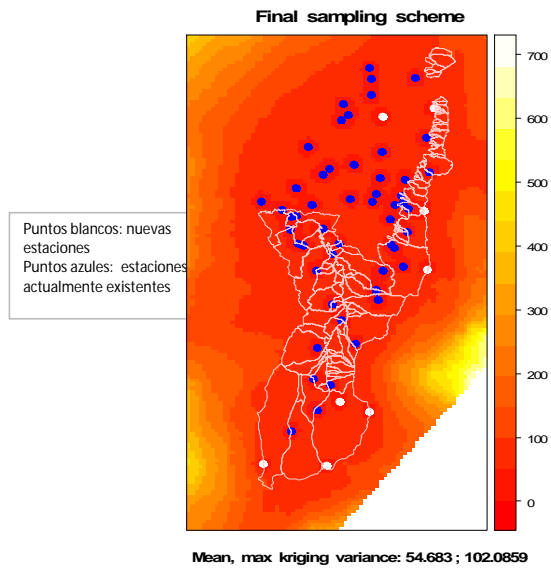 Final sampling scheme
Puntos blancos: nuevas
estaciones
Puntos azules: estaciones
actualmente existentes
700
600
500
400
300
200
100
0
Mean, max kriging variance: 54.683 ; 102.0859